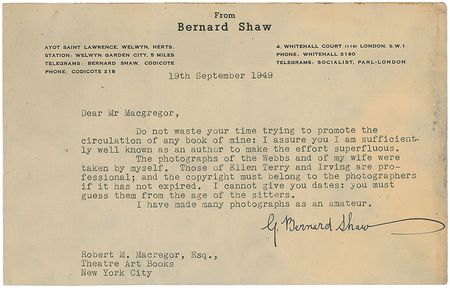 From
Bernard Shaw
AYOT SAINT LAWRENCE, WELWYN, HERTS.
STATION: WELWYN GARDEN CITY, 5 MILES
TELEGRAMS: BERNARD SHAW, CODICOTE
PHONE: CODICOTE 218
4, WHITEHALL COURT (116) LONDON, S.W.1
PHONE: WHITEHALL 3160
TELEGRAMS: SOCIALIST, PARL-LONDON
19th September 1949
Dear Mr Macgregor,
Do not waste your time trying to promote the
circulation of any book of mine: I assure you I am sufficient-
ly well known as an author to make the effort superfluous.
The photographs of the Webbs and of my wife were
taken by myself. Those of Ellen Terry and Irving are pro-
fessional; and the copyright must belong to the photographers
if it has not expired. I cannot give you dates: you must
guess them from the age of the sitters.
I have made many photographs as an amateur.
G. Bernard Shaw
Robert M. Macregor, Esq.,
Theatre Art Books
New York City